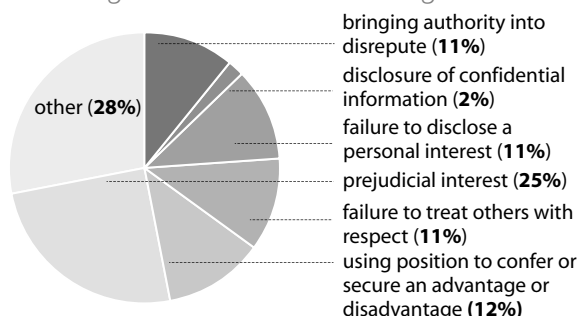 bringing authority into
disrepute (11%)
disclosure of confidential
information (2%)
other (28%)
failure to disclose a
personal interest (11%)
prejudicial interest (25%)
failure to treat others with
respect (11%)
using position to confer or
secure an advantage or
disadvantage (12%)